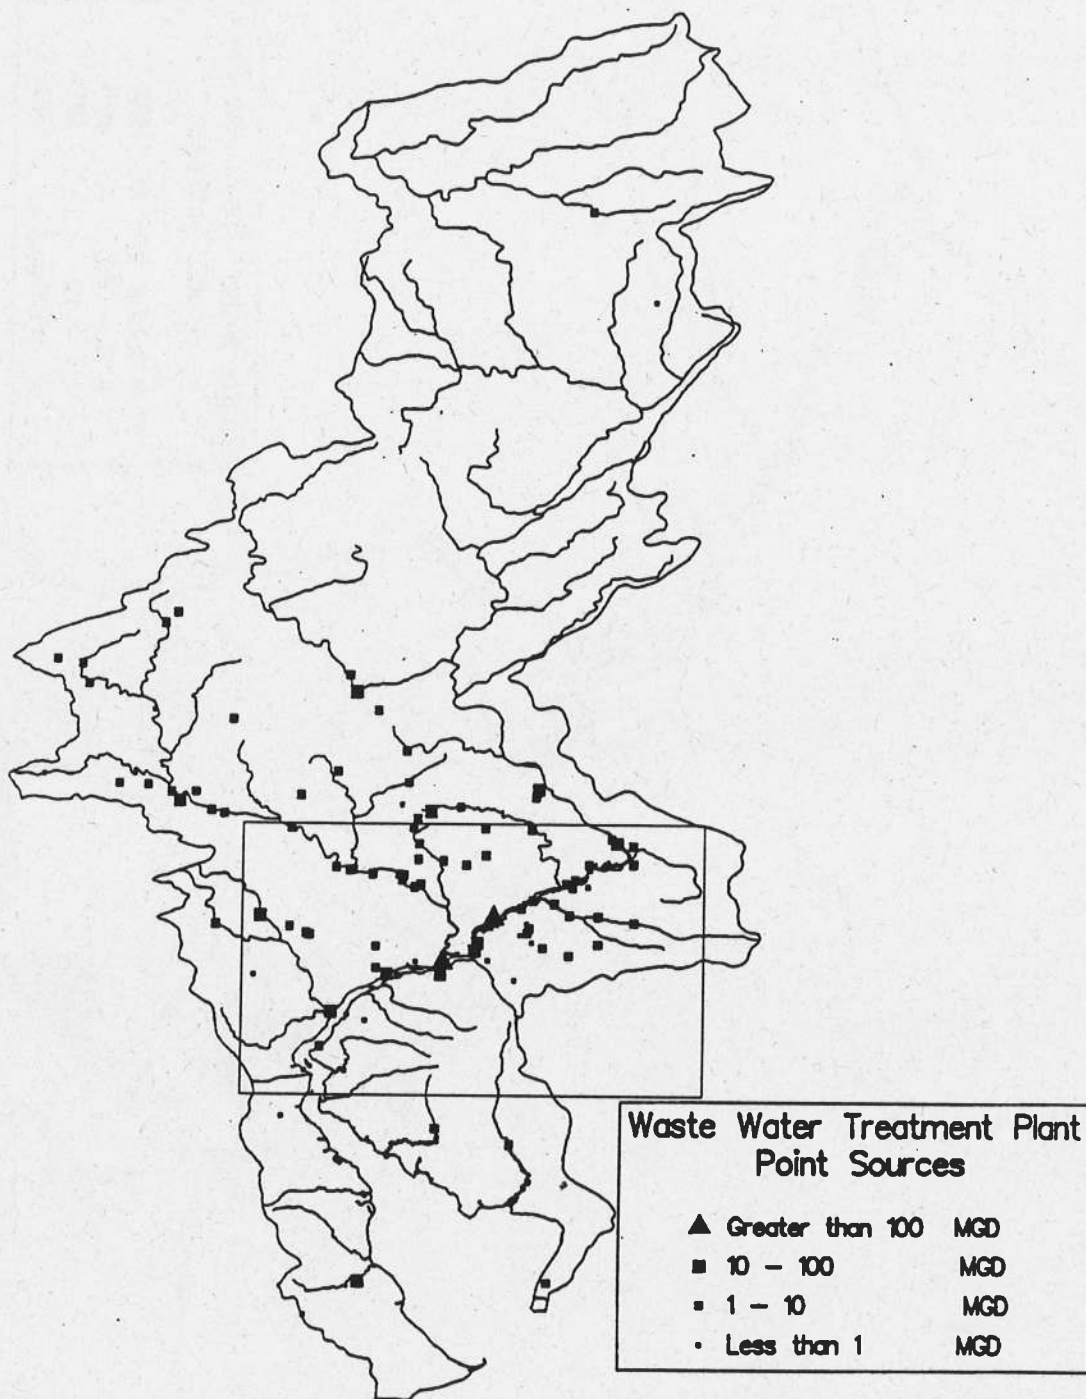 Waste Water Treatment Plant
Point Sources
Greater than 100 MGD
10 – 100 MGD
1 – 10 MGD
Less than 1 MGD